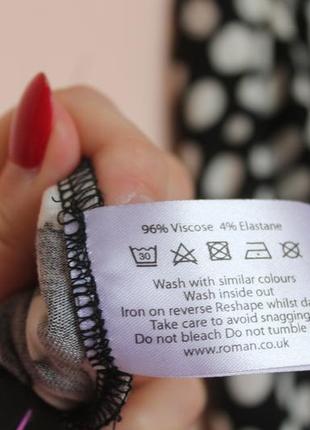 96% Viscose 4% Elastane
30
Wash with similar colours
Wash inside out
Iron on reverse Reshape whilst da
Take care to avoid snagging
Do not bleach Do not tumble
www.roman.co.uk